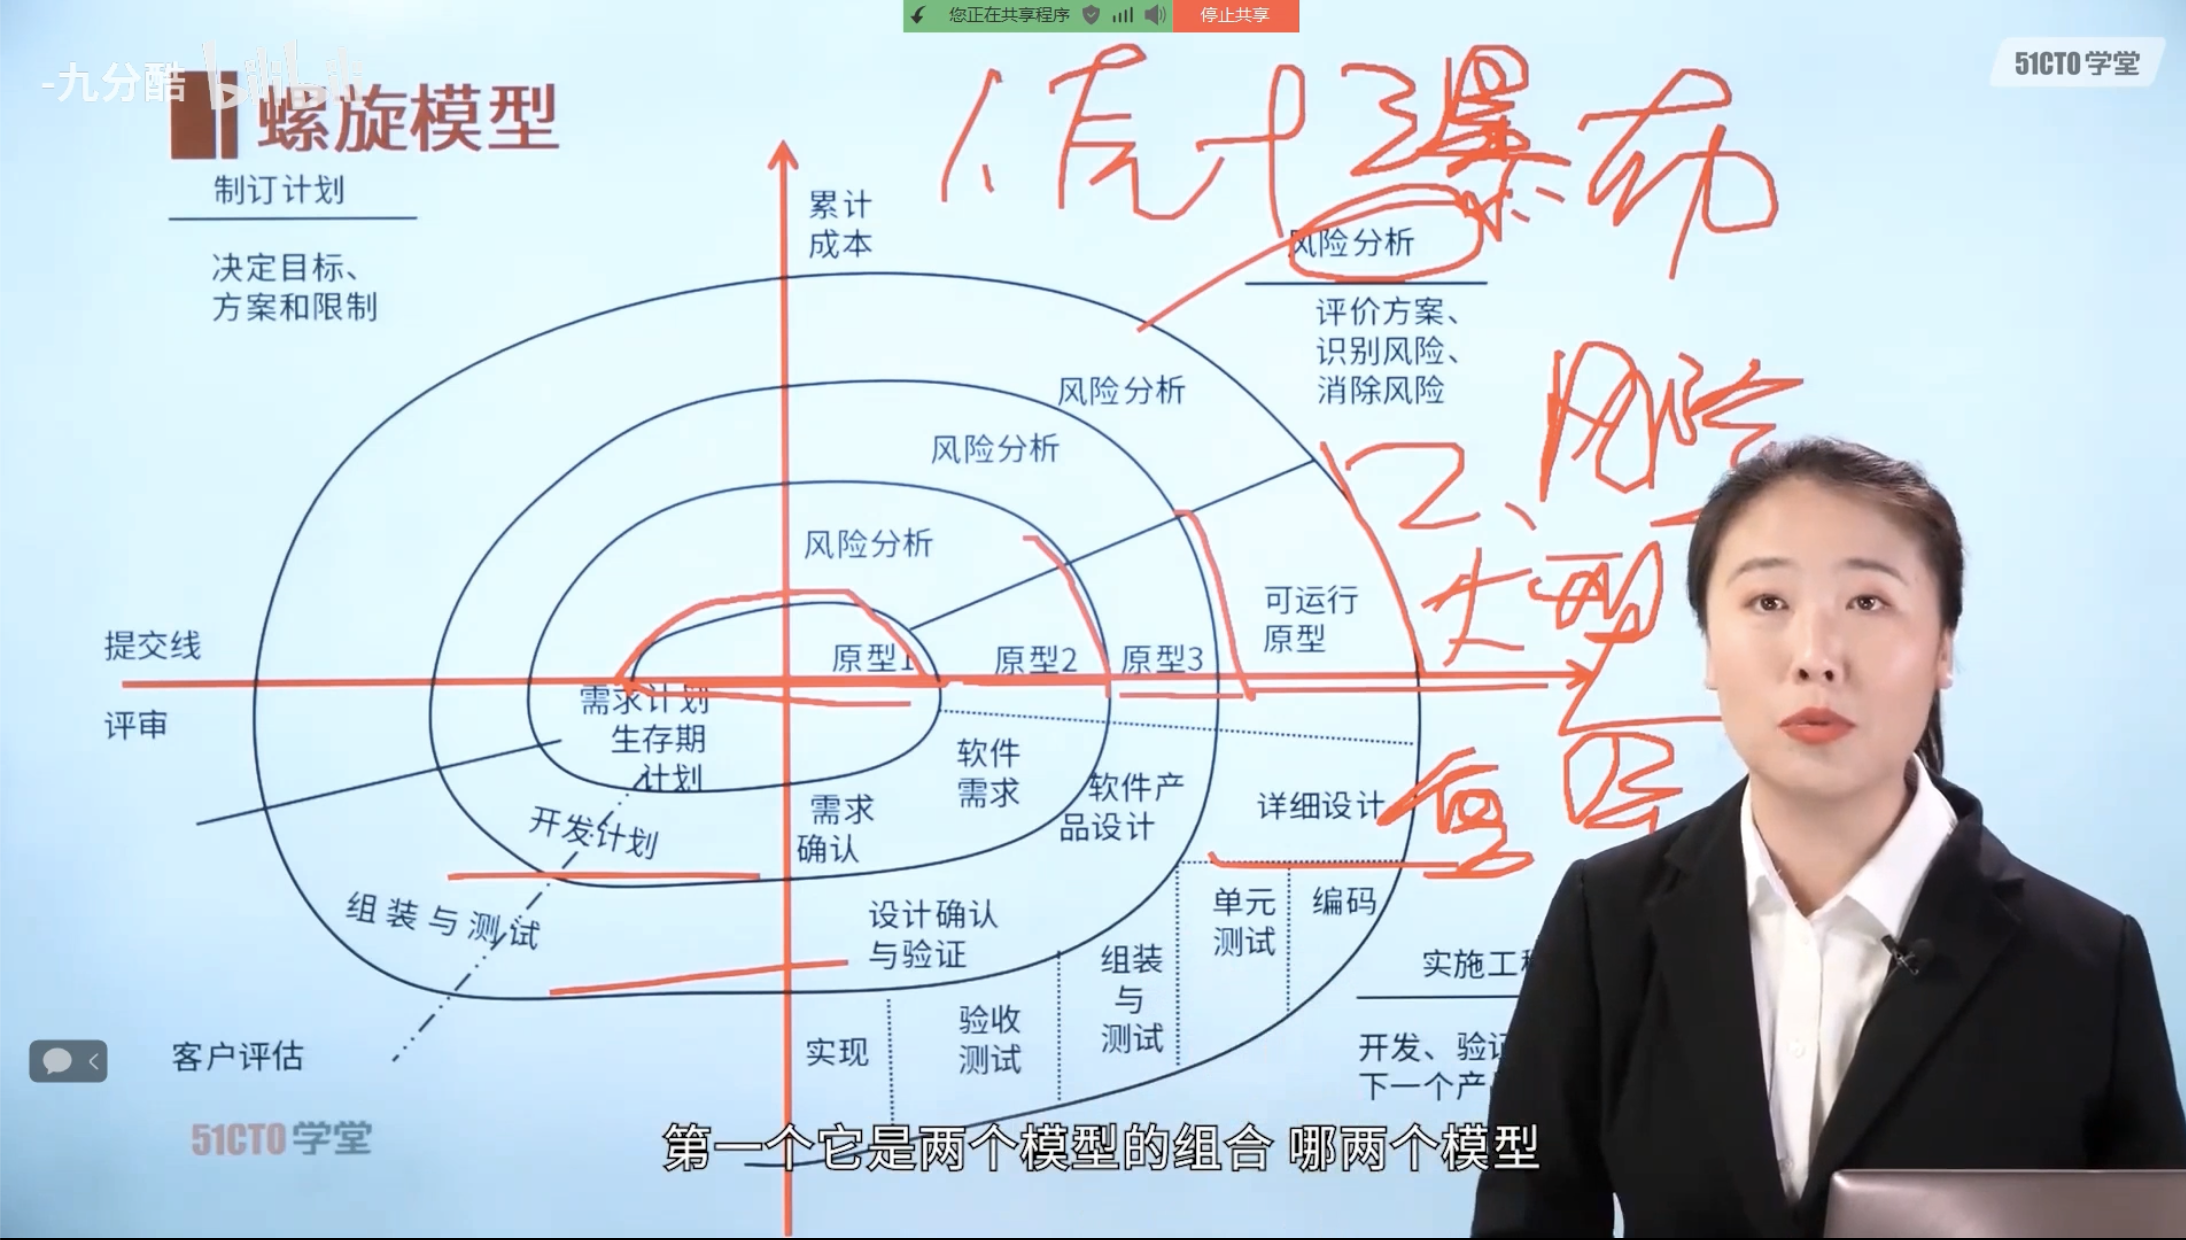 您正在共享程序
停止共享
-九分酷
bilibili
51CTO学堂
螺旋模型
制订计划
决定目标、
方案和限制
累计
成本
风险分析
评价方案、
识别风险、
消除风险
风险分析
风险分析
风险分析
可运行
原型
原型1
原型2
原型3
提交线
评审
需求计划
生存期
计划
开发计划
组装与测试
客户评估
需求
确认
软件
需求
软件产
品设计
详细设计
设计确认
与验证
组装
与
测试
单元
测试
编码
实现
验收
测试
实施工
开发、验
下一个产
瀑布
2、风险
大型
51CTO学堂
第一个它是两个模型的组合 哪两个模型